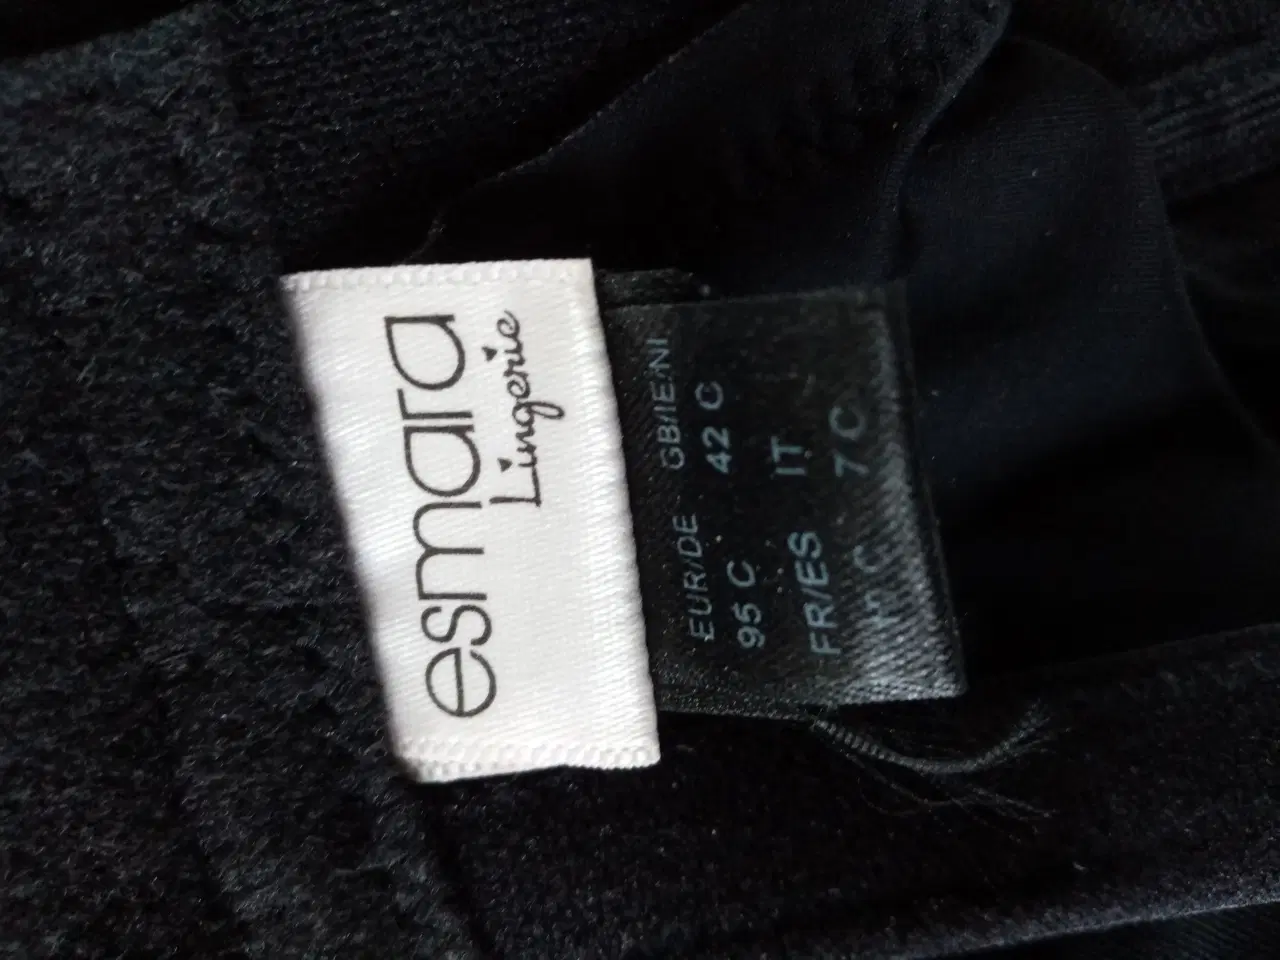 esmara
Lingerie
EUR/DE GB/IE/NI
95 C 42 C
FR/ES IT
C 7 C